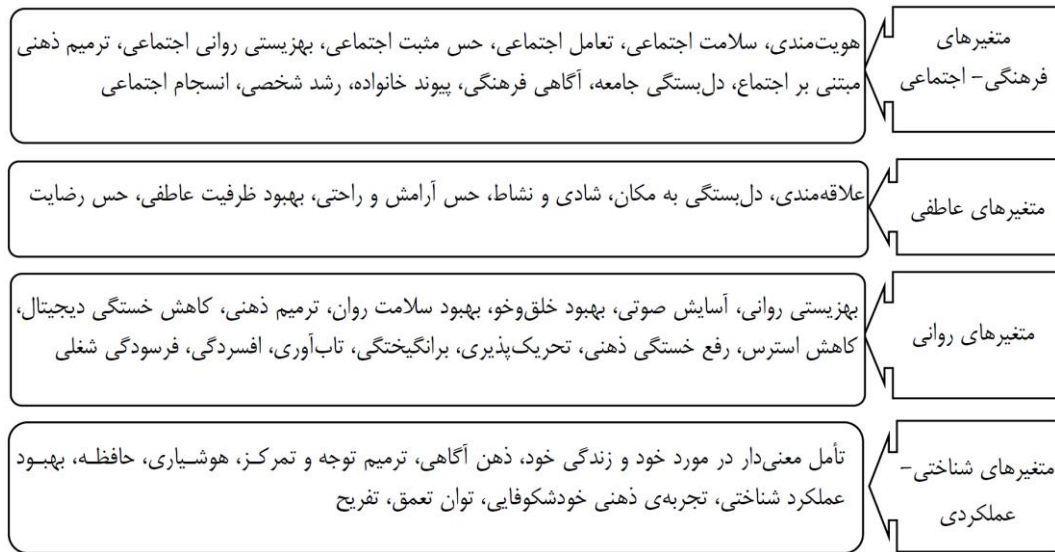 متغیرهای
فرهنگی- اجتماعی
هویت‌مندی، سلامت اجتماعی، تعامل اجتماعی، حس مثبت اجتماعی، بهزیستی روانی اجتماعی، ترمیم ذهنی
مبتنی بر اجتماع، دل‌بستگی جامعه، آگاهی فرهنگی، پیوند خانواده، رشد شخصی، انسجام اجتماعی
متغیرهای عاطفی
علاقه‌مندی، دل‌بستگی به مکان، شادی و نشاط، حس آرامش و راحتی، بهبود ظرفیت عاطفی، حس رضایت
متغیرهای روانی
بهزیستی روانی، آسایش صوتی، بهبود خلق‌وخو، بهبود سلامت روان، ترمیم ذهنی، کاهش خستگی دیجیتال،
کاهش استرس، رفع خستگی ذهنی، تحریک‌پذیری، برانگیختگی، تاب‌آوری، افسردگی، فرسودگی شغلی
متغیرهای شناختی-
عملکردی
تأمل معنی‌دار در مورد خود و زندگی خود، ذهن آگاهی، ترمیم توجه و تمرکز، هوشیاری، حافظه، بهبود
عملکرد شناختی، تجربه‌ی ذهنی خودشکوفایی، توان تعمق، تفریح